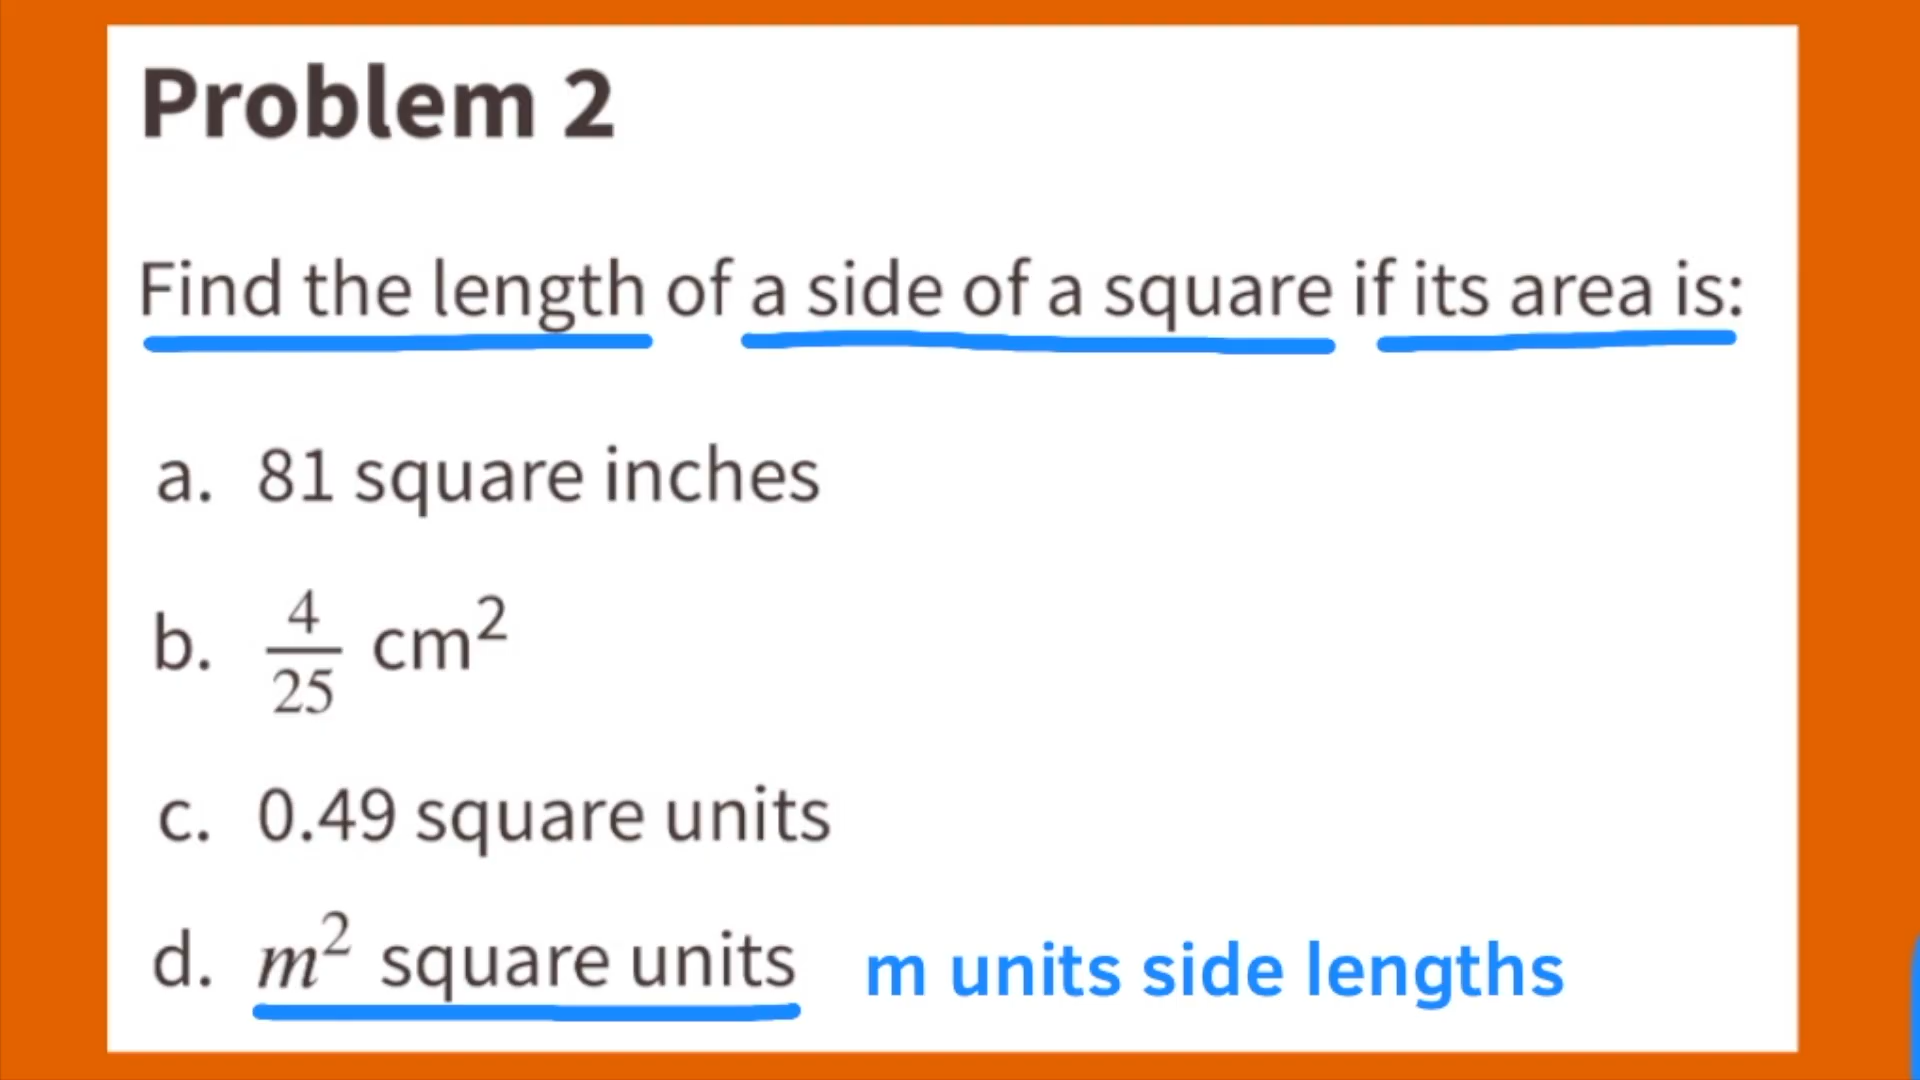 Problem 2
Find the length of a side of a square if its area is:
a. 81 square inches
b. 4/25 cm²
c. 0.49 square units
d. m² square units m units side lengths